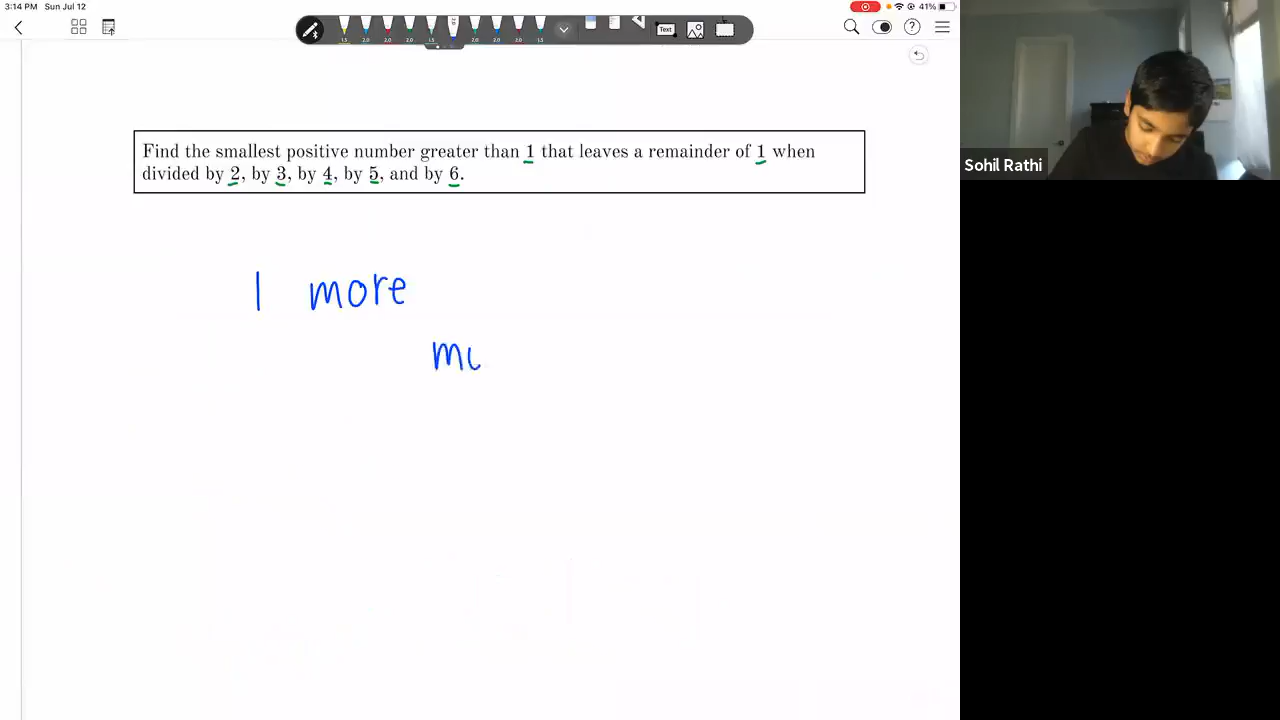 3:14 PM Sun Jul 12
41%
Text
Find the smallest positive number greater than 1 that leaves a remainder of 1 when
divided by 2, by 3, by 4, by 5, and by 6.
Sohil Rathi
1 more
mu